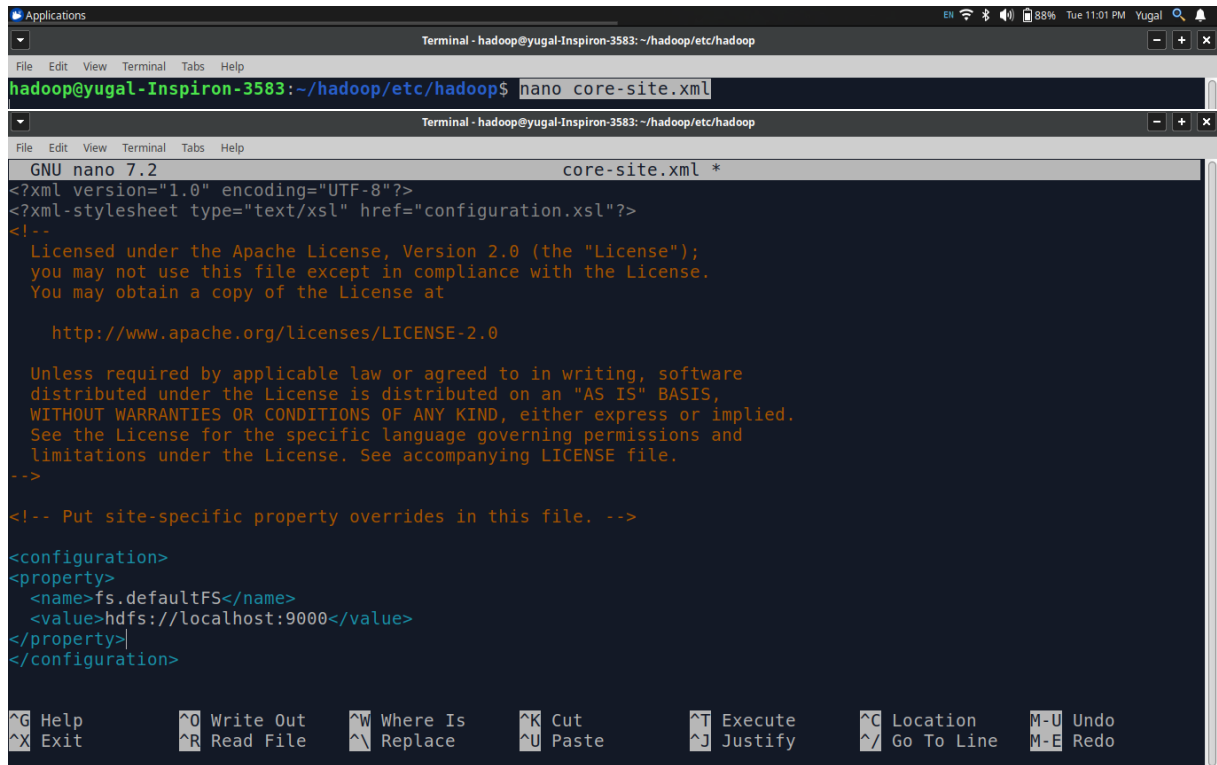 Applications EN 88% Tue 11:01 PM Yugal
Terminal - hadoop@yugal-Inspiron-3583: ~/hadoop/etc/hadoop
File Edit View Terminal Tabs Help
hadoop@yugal-Inspiron-3583:~/hadoop/etc/hadoop$ nano core-site.xml
Terminal - hadoop@yugal-Inspiron-3583: ~/hadoop/etc/hadoop
File Edit View Terminal Tabs Help
GNU nano 7.2 core-site.xml *
<?xml version="1.0" encoding="UTF-8"?>
<?xml-stylesheet type="text/xsl" href="configuration.xsl"?>
<!--
  Licensed under the Apache License, Version 2.0 (the "License");
  you may not use this file except in compliance with the License.
  You may obtain a copy of the License at

    http://www.apache.org/licenses/LICENSE-2.0

  Unless required by applicable law or agreed to in writing, software
  distributed under the License is distributed on an "AS IS" BASIS,
  WITHOUT WARRANTIES OR CONDITIONS OF ANY KIND, either express or implied.
  See the License for the specific language governing permissions and
  limitations under the License. See accompanying LICENSE file.
-->

<!-- Put site-specific property overrides in this file. -->

<configuration>
<property>
  <name>fs.defaultFS</name>
  <value>hdfs://localhost:9000</value>
</property>
</configuration>

^G Help ^O Write Out ^W Where Is ^K Cut ^T Execute ^C Location M-U Undo
^X Exit ^R Read File ^\ Replace ^U Paste ^J Justify ^/ Go To Line M-E Redo